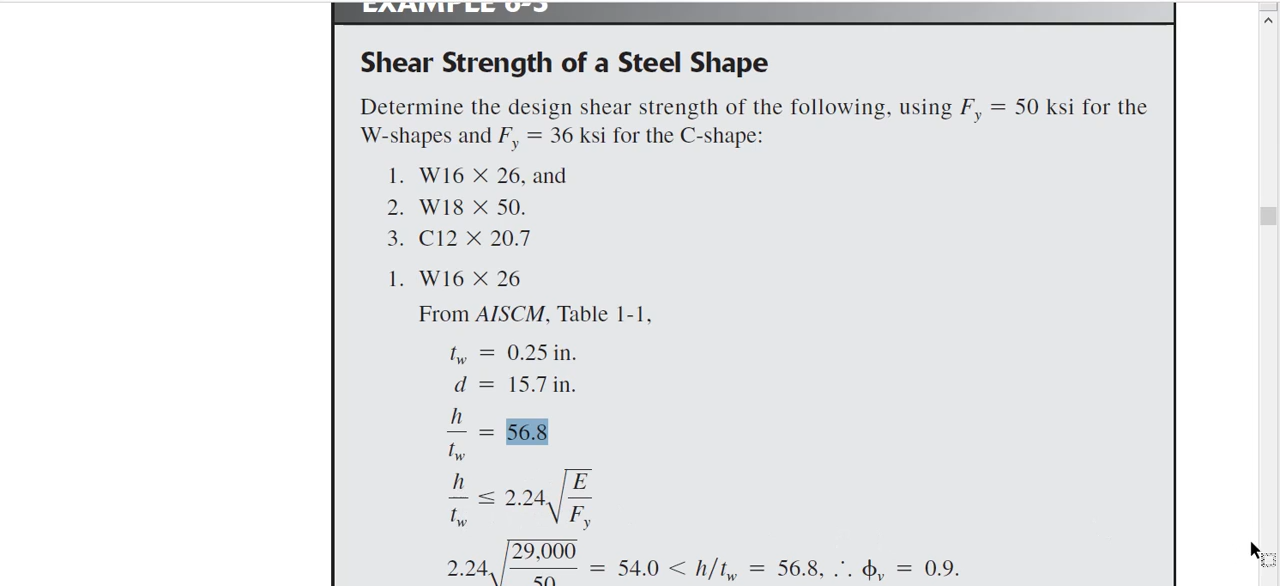 EXAMPLE 6-3
Shear Strength of a Steel Shape
Determine the design shear strength of the following, using F_y = 50 ksi for the
W-shapes and F_y = 36 ksi for the C-shape:
1. W16 × 26, and
2. W18 × 50.
3. C12 × 20.7
1. W16 × 26
From AISCM, Table 1-1,
t_w = 0.25 in.
d = 15.7 in.
h/t_w = 56.8
h/t_w ≤ 2.24√(E/F_y)
2.24√(29,000/50) = 54.0 < h/t_w = 56.8, ∴ ϕ_v = 0.9.